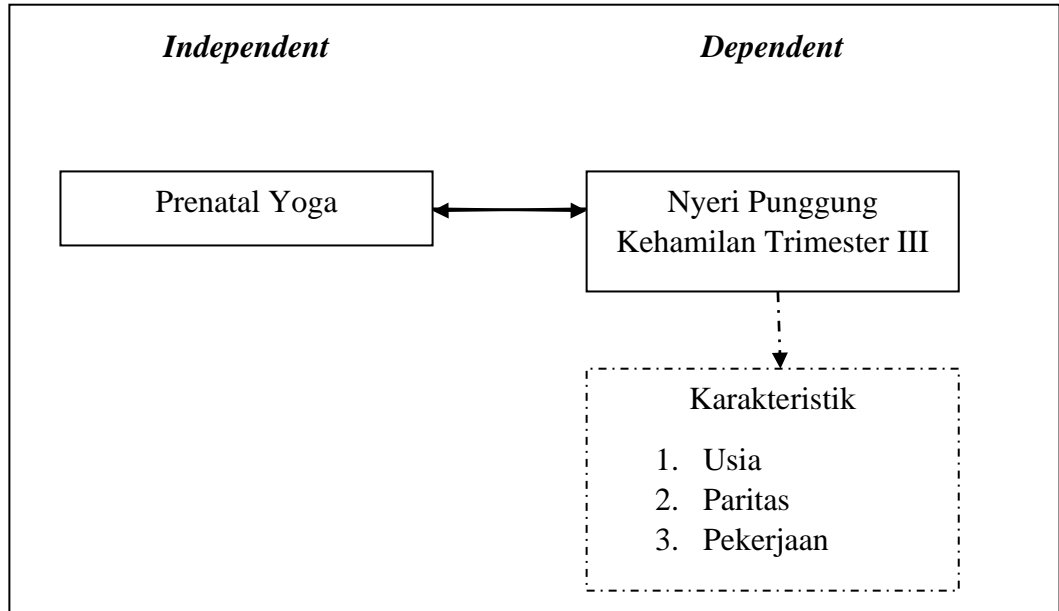 Independent
Dependent
Prenatal Yoga
Nyeri Punggung
Kehamilan Trimester III
Karakteristik
1. Usia
2. Paritas
3. Pekerjaan